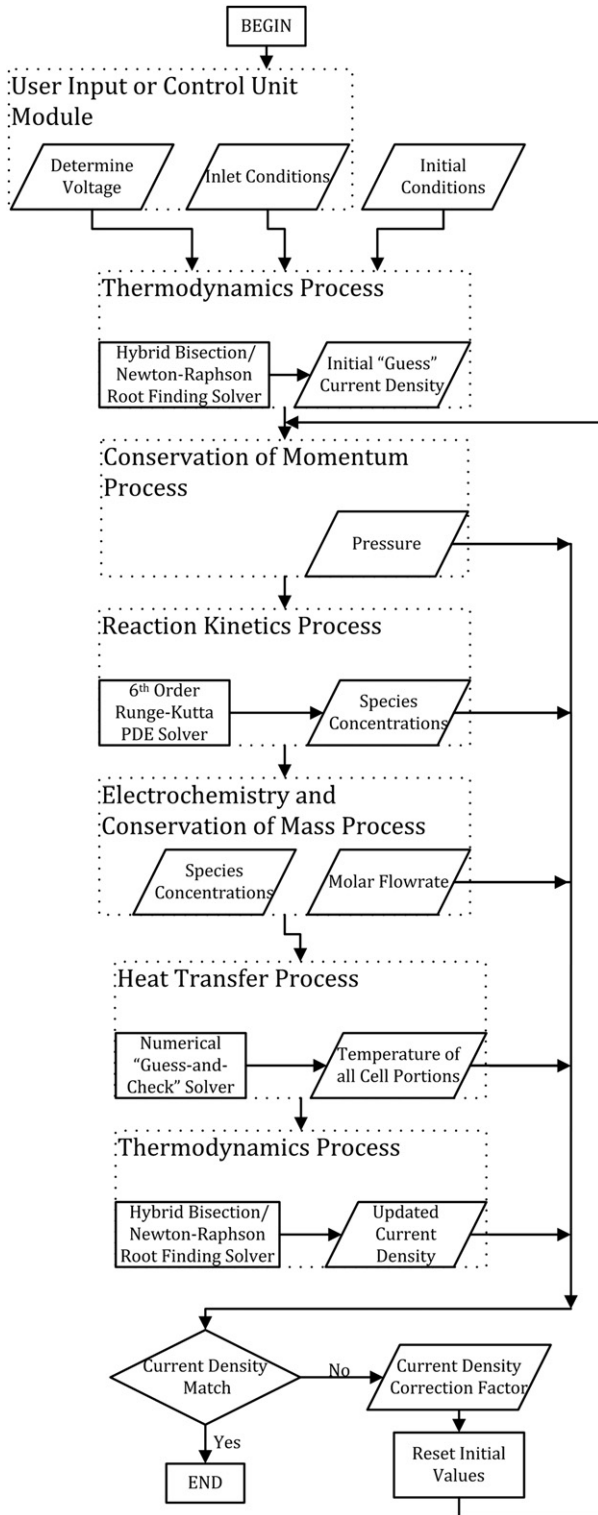 BEGIN
User Input or Control Unit
Module
Determine
Voltage
Inlet Conditions
Initial
Conditions
Thermodynamics Process
Hybrid Bisection/
Newton-Raphson
Root Finding Solver
Initial “Guess”
Current Density
Conservation of Momentum
Process
Pressure
Reaction Kinetics Process
6th Order
Runge-Kutta
PDE Solver
Species
Concentrations
Electrochemistry and
Conservation of Mass Process
Species
Concentrations
Molar Flowrate
Heat Transfer Process
Numerical
“Guess-and-
Check” Solver
Temperature of
all Cell Portions
Thermodynamics Process
Hybrid Bisection/
Newton-Raphson
Root Finding Solver
Updated
Current
Density
Current Density
Match
No
Current Density
Correction Factor
Yes
Reset Initial
Values
END